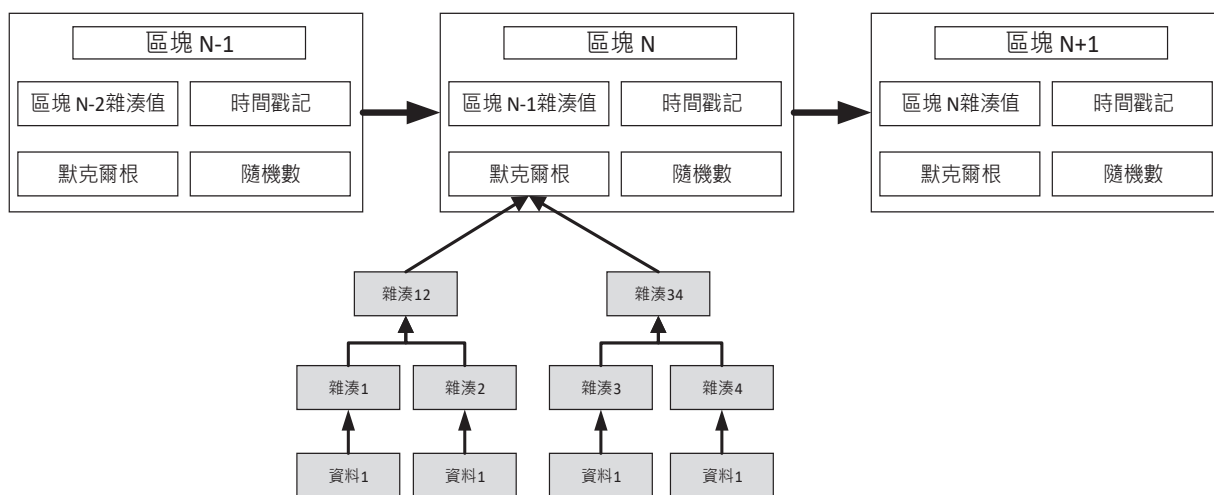 區塊 N-1
區塊 N-2雜湊值
時間戳記
默克爾根
隨機數
區塊 N
區塊 N-1雜湊值
時間戳記
默克爾根
隨機數
區塊 N+1
區塊 N雜湊值
時間戳記
默克爾根
隨機數
雜湊12
雜湊34
雜湊1
雜湊2
雜湊3
雜湊4
資料1
資料1
資料1
資料1